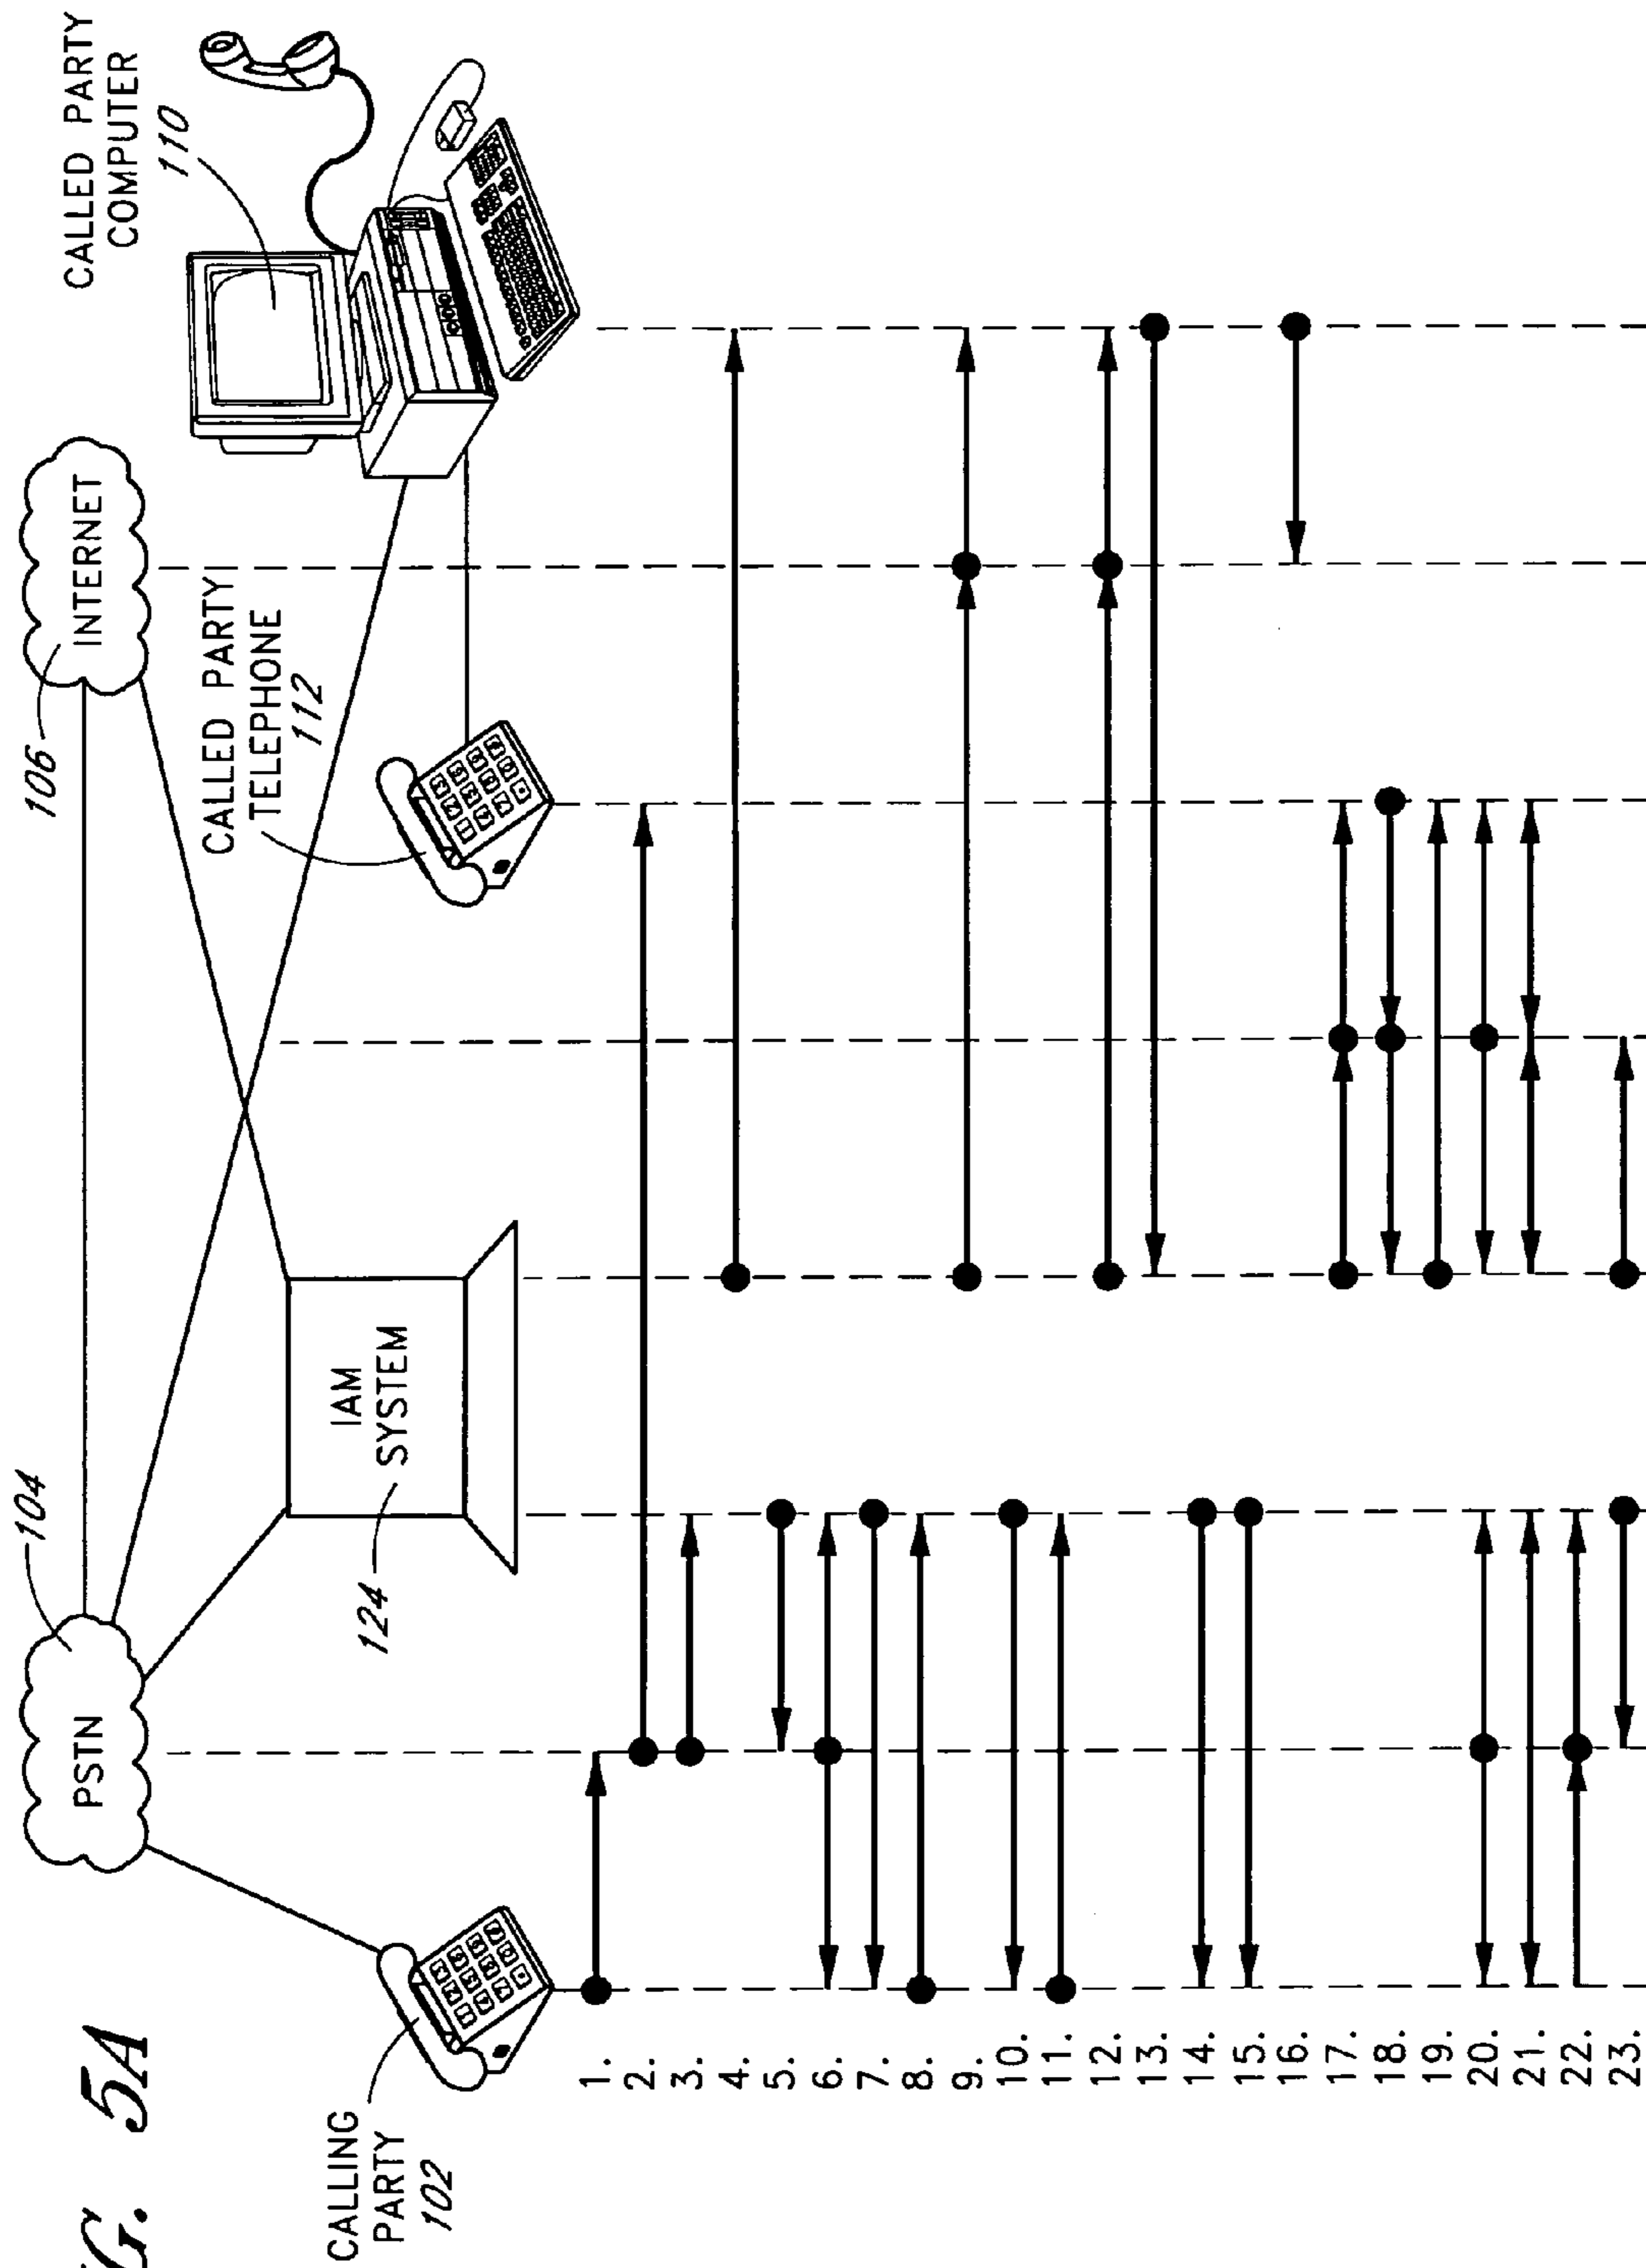 G. 5A
CALLING
PARTY
102
PSTN
104
IAM
SYSTEM
124
INTERNET
106
CALLED PARTY
TELEPHONE
112
CALLED PARTY
COMPUTER
110
1.
2.
3.
4.
5.
6.
7.
8.
9.
10.
11.
12.
13.
14.
15.
16.
17.
18.
19.
20.
21.
22.
23.